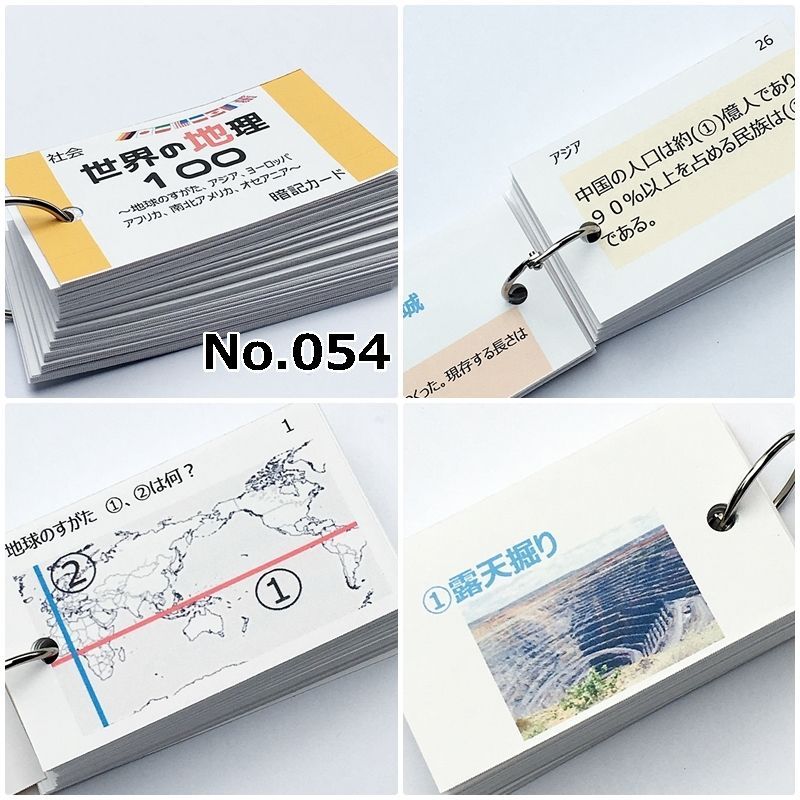 社会
世界の地理
100
～地球のすがた、アジア、ヨーロッパ
アフリカ、南北アメリカ、オセアニア～
暗記カード
No.054
26
アジア
中国の人口は約(①)億人であり
９０％以上を占める民族は(
である。
城
くった。現存する長さは
1
地球のすがた ①、②は何？
②
①
①露天掘り